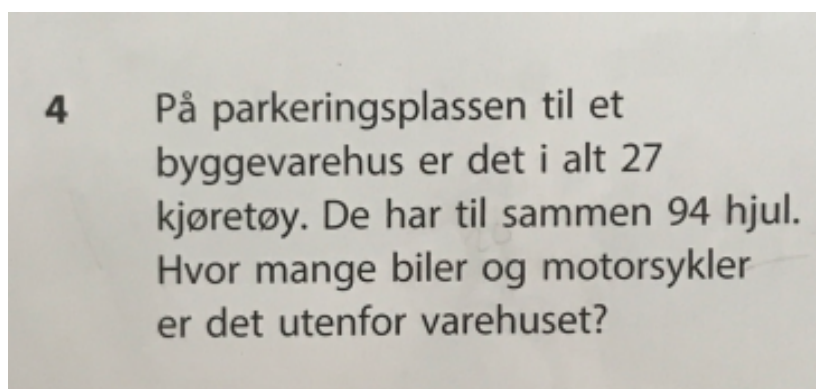 4 På parkeringsplassen til et
byggevarehus er det i alt 27
kjøretøy. De har til sammen 94 hjul.
Hvor mange biler og motorsykler
er det utenfor varehuset?